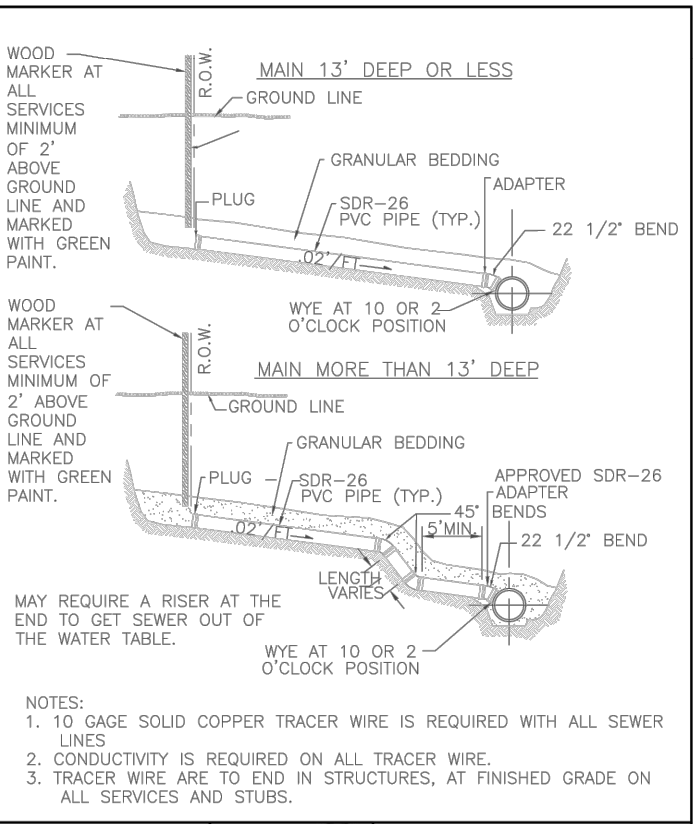 WOOD
MARKER AT
ALL
SERVICES
MINIMUM
OF 2'
ABOVE
GROUND
LINE AND
MARKED
WITH GREEN
PAINT.
R.O.W.
MAIN 13' DEEP OR LESS
GROUND LINE
GRANULAR BEDDING
ADAPTER
PLUG
SDR-26
PVC PIPE (TYP.)
22 1/2° BEND
.02'/FT
WYE AT 10 OR 2
O'CLOCK POSITION
WOOD
MARKER AT
ALL
SERVICES
MINIMUM OF
2' ABOVE
GROUND
LINE AND
MARKED
WITH GREEN
PAINT.
R.O.W.
MAIN MORE THAN 13' DEEP
GROUND LINE
GRANULAR BEDDING
PLUG
SDR-26
PVC PIPE (TYP.)
APPROVED SDR-26
ADAPTER
BENDS
45°
5'MIN.
22 1/2° BEND
.02'/FT
LENGTH
VARIES
MAY REQUIRE A RISER AT THE
END TO GET SEWER OUT OF
THE WATER TABLE.
WYE AT 10 OR 2
O'CLOCK POSITION
NOTES:
1. 10 GAGE SOLID COPPER TRACER WIRE IS REQUIRED WITH ALL SEWER
LINES
2. CONDUCTIVITY IS REQUIRED ON ALL TRACER WIRE.
3. TRACER WIRE ARE TO END IN STRUCTURES, AT FINISHED GRADE ON
ALL SERVICES AND STUBS.